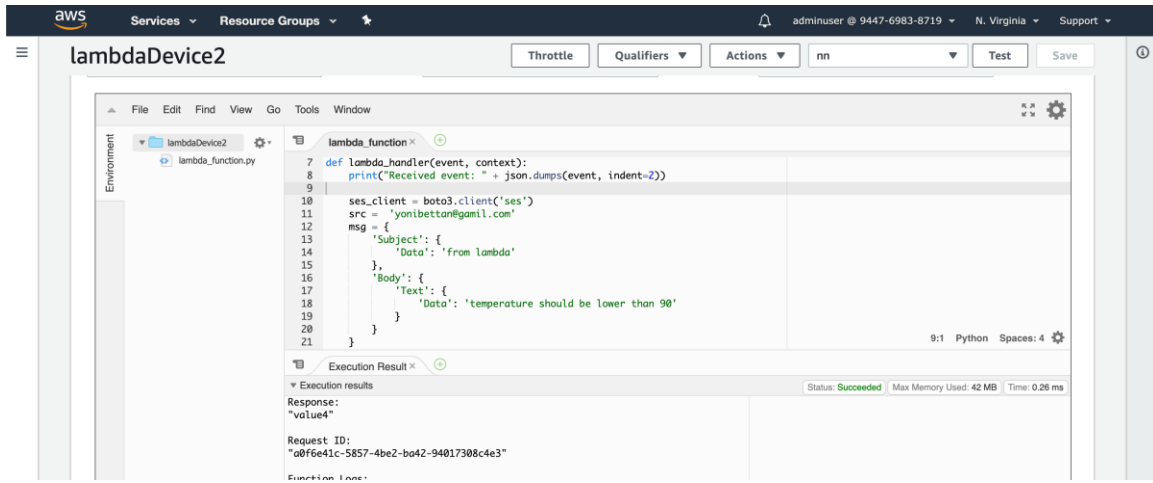 aws
Services Resource Groups adminuser @ 9447-6983-8719 N. Virginia Support
lambdaDevice2 Throttle Qualifiers Actions nn Test Save
File Edit Find View Go Tools Window
Environment
lambdaDevice2
lambda_function.py
lambda_function
7 def lambda_handler(event, context):
8     print("Received event: " + json.dumps(event, indent=2))
9
10     ses_client = boto3.client('ses')
11     src =  'yonibettan@gamil.com'
12     msg = {
13         'Subject': {
14             'Data': 'from lambda'
15         },
16         'Body': {
17             'Text': {
18                 'Data': 'temperature should be lower than 90'
19             }
20         }
21     }
9:1 Python Spaces: 4
Execution Result
Execution results Status: Succeeded Max Memory Used: 42 MB Time: 0.26 ms
Response:
"value4"
Request ID:
"a0f6e41c-5857-4be2-ba42-94017308c4e3"
Function Logs: